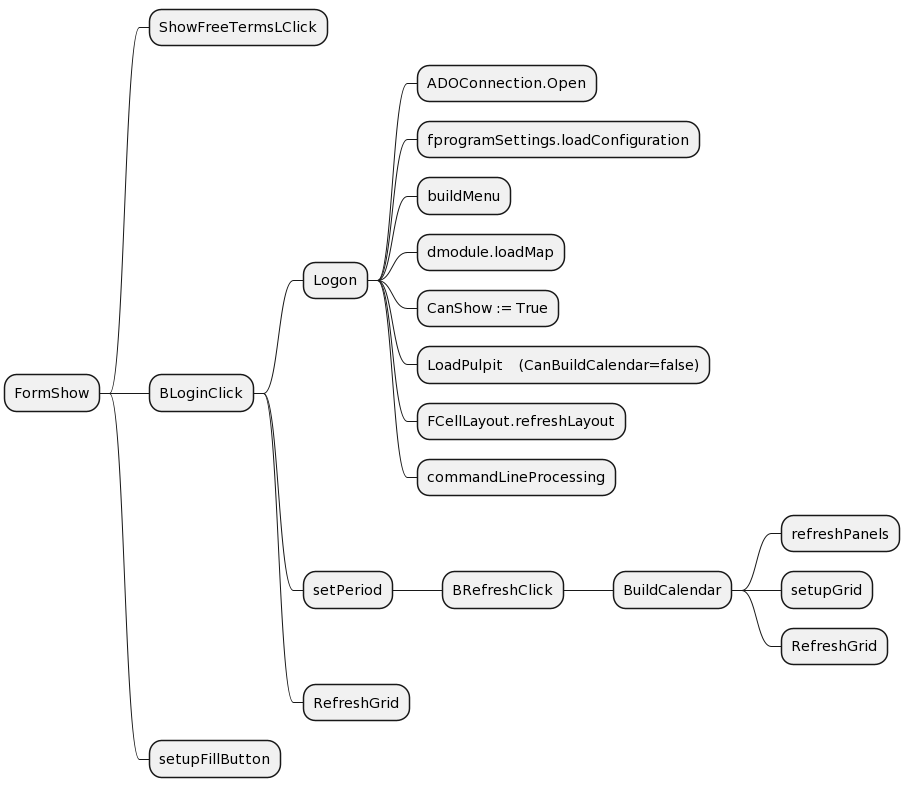 ShowFreeTermsLClick
ADOConnection.Open
fprogramSettings.loadConfiguration
buildMenu
dmodule.loadMap
Logon
CanShow := True
LoadPulpit    (CanBuildCalendar=false)
FormShow
BLoginClick
FCellLayout.refreshLayout
commandLineProcessing
refreshPanels
setPeriod
BRefreshClick
BuildCalendar
setupGrid
RefreshGrid
RefreshGrid
setupFillButton